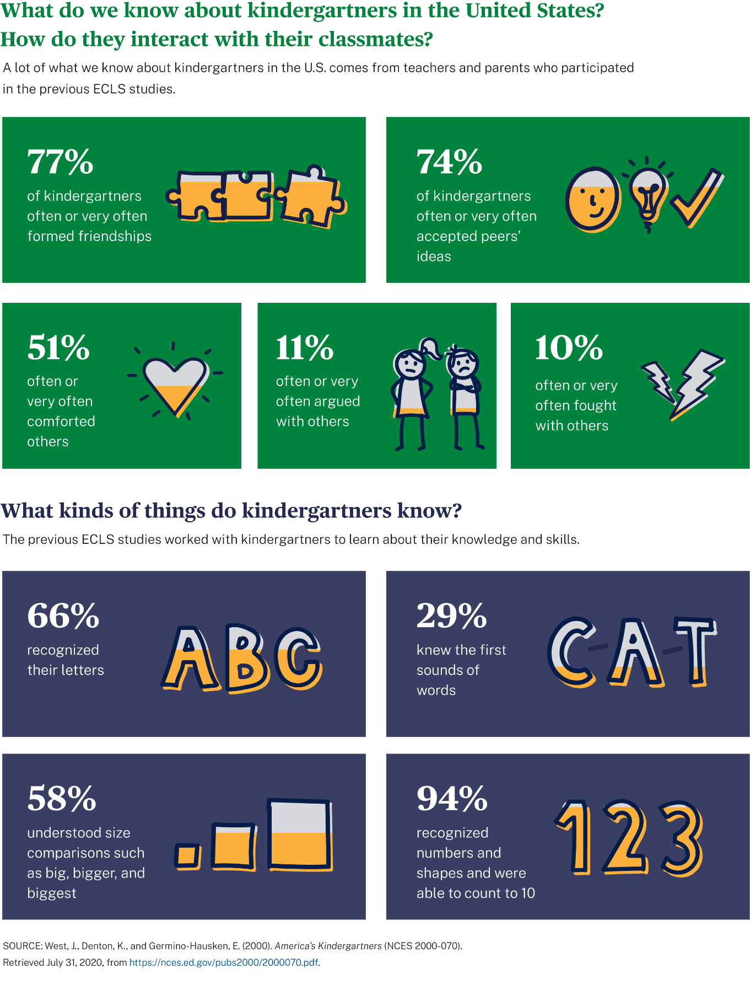 What do we know about kindergartners in the United States?
How do they interact with their classmates?
A lot of what we know about kindergartners in the U.S. comes from teachers and parents who participated
in the previous ECLS studies.
77%
of kindergartners
often or very often
formed friendships
74%
of kindergartners
often or very often
accepted peers’
ideas
51%
often or
very often
comforted
others
11%
often or very
often argued
with others
10%
often or very
often fought
with others
What kinds of things do kindergartners know?
The previous ECLS studies worked with kindergartners to learn about their knowledge and skills.
66%
recognized
their letters
ABC
29%
knew the first
sounds of
words
C-A-T
58%
understood size
comparisons such
as big, bigger, and
biggest
94%
recognized
numbers and
shapes and were
able to count to 10
123
SOURCE: West, J., Denton, K., and Germino-Hausken, E. (2000). America’s Kindergartners (NCES 2000-070).
Retrieved July 31, 2020, from https://nces.ed.gov/pubs2000/2000070.pdf.